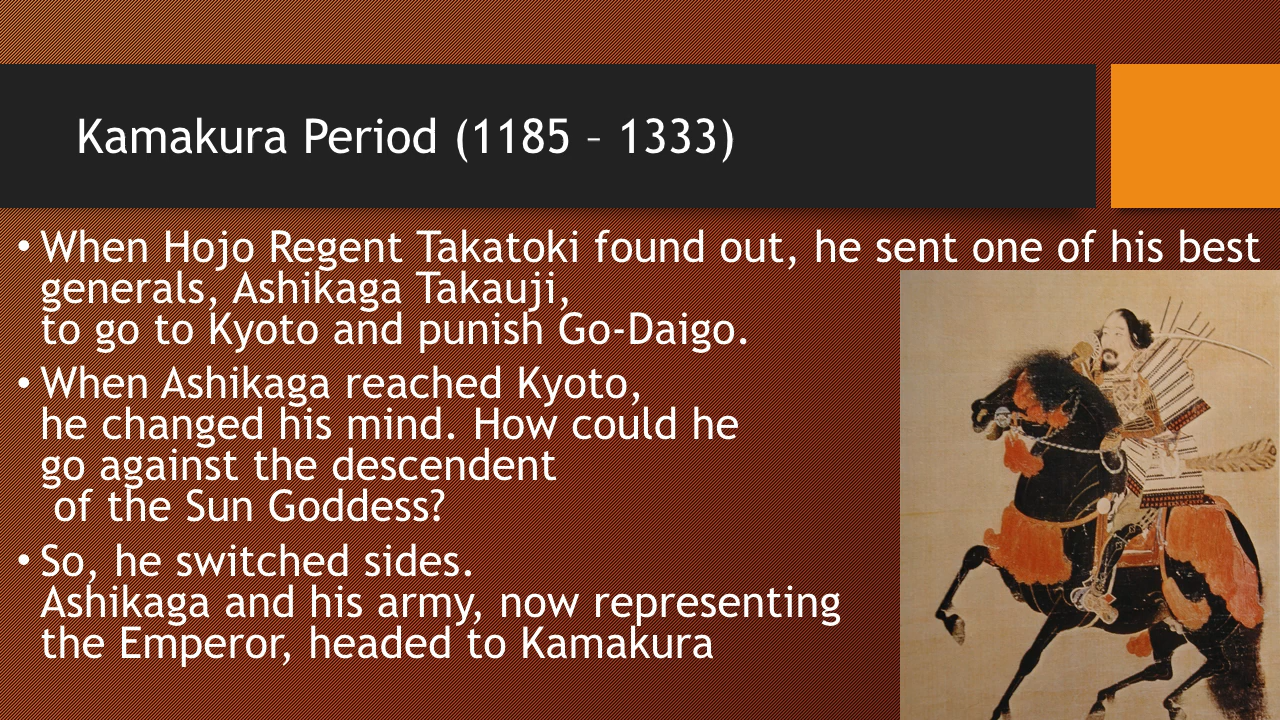 Kamakura Period (1185 – 1333)
• When Hojo Regent Takatoki found out, he sent one of his best
generals, Ashikaga Takauji,
to go to Kyoto and punish Go-Daigo.
• When Ashikaga reached Kyoto,
he changed his mind. How could he
go against the descendent
of the Sun Goddess?
• So, he switched sides.
Ashikaga and his army, now representing
the Emperor, headed to Kamakura